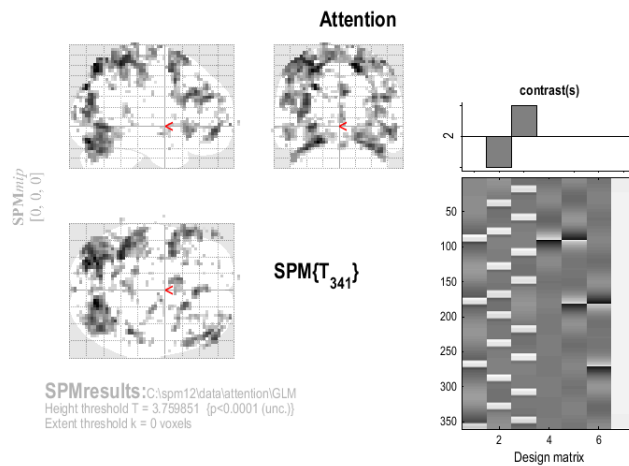 Attention
SPMmip
[0, 0, 0]
<
<
<
SPM{T341}
contrast(s)
2
50
100
150
200
250
300
350
2 4 6
Design matrix
SPMresults: C:\spm12\data\attention\GLM
Height threshold T = 3.759851 {p<0.0001 (unc.)}
Extent threshold k = 0 voxels